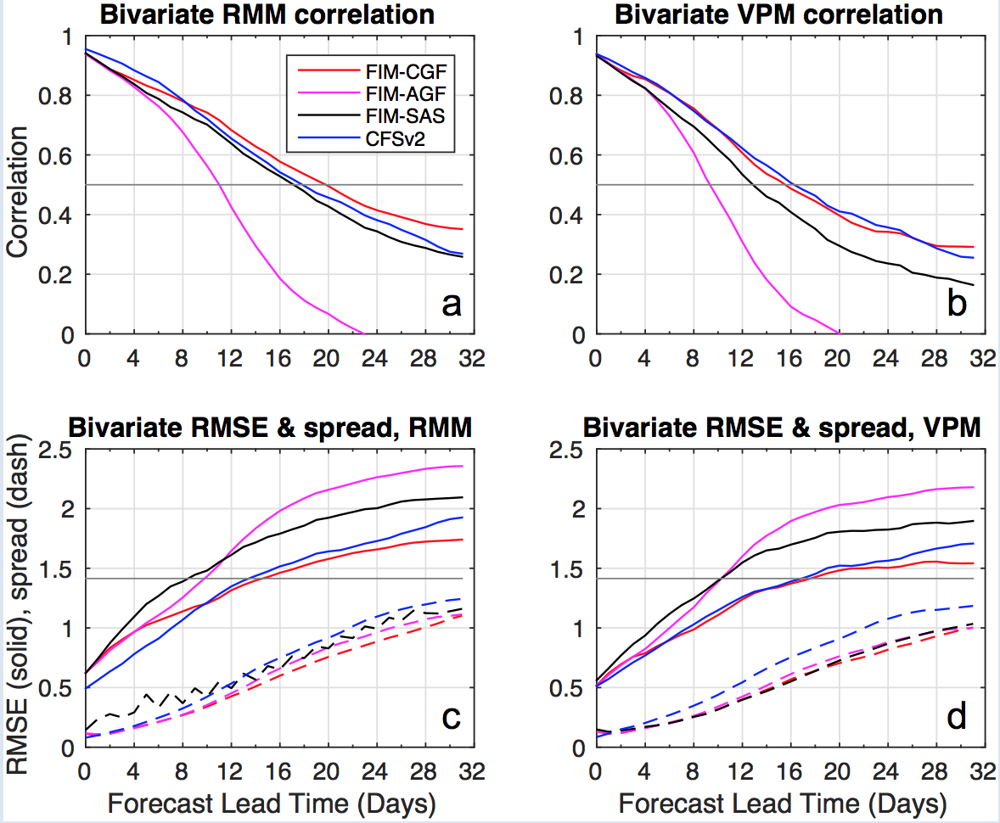 Bivariate RMM correlation
1
0.8
0.6
0.4
0.2
0
Correlation
FIM-CGF
FIM-AGF
FIM-SAS
CFSv2
a
0 4 8 12 16 20 24 28 32
Bivariate VPM correlation
1
0.8
0.6
0.4
0.2
0
b
0 4 8 12 16 20 24 28 32
Bivariate RMSE & spread, RMM
2.5
2
1.5
1
0.5
0
RMSE (solid), spread (dash)
c
0 4 8 12 16 20 24 28 32
Forecast Lead Time (Days)
Bivariate RMSE & spread, VPM
2.5
2
1.5
1
0.5
0
d
0 4 8 12 16 20 24 28 32
Forecast Lead Time (Days)